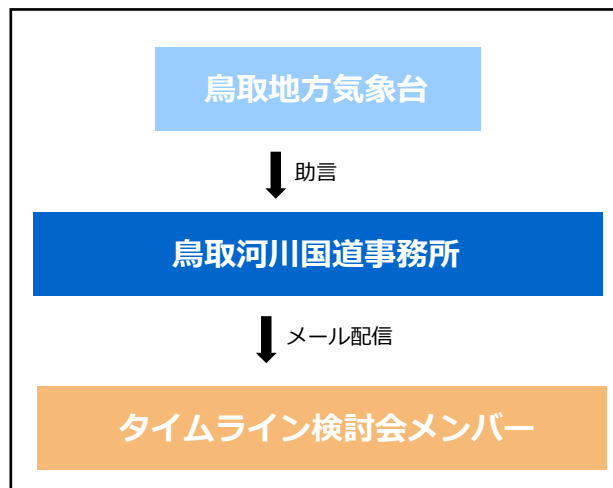 鳥取地方気象台
助言
鳥取河川国道事務所
メール配信
タイムライン検討会メンバー